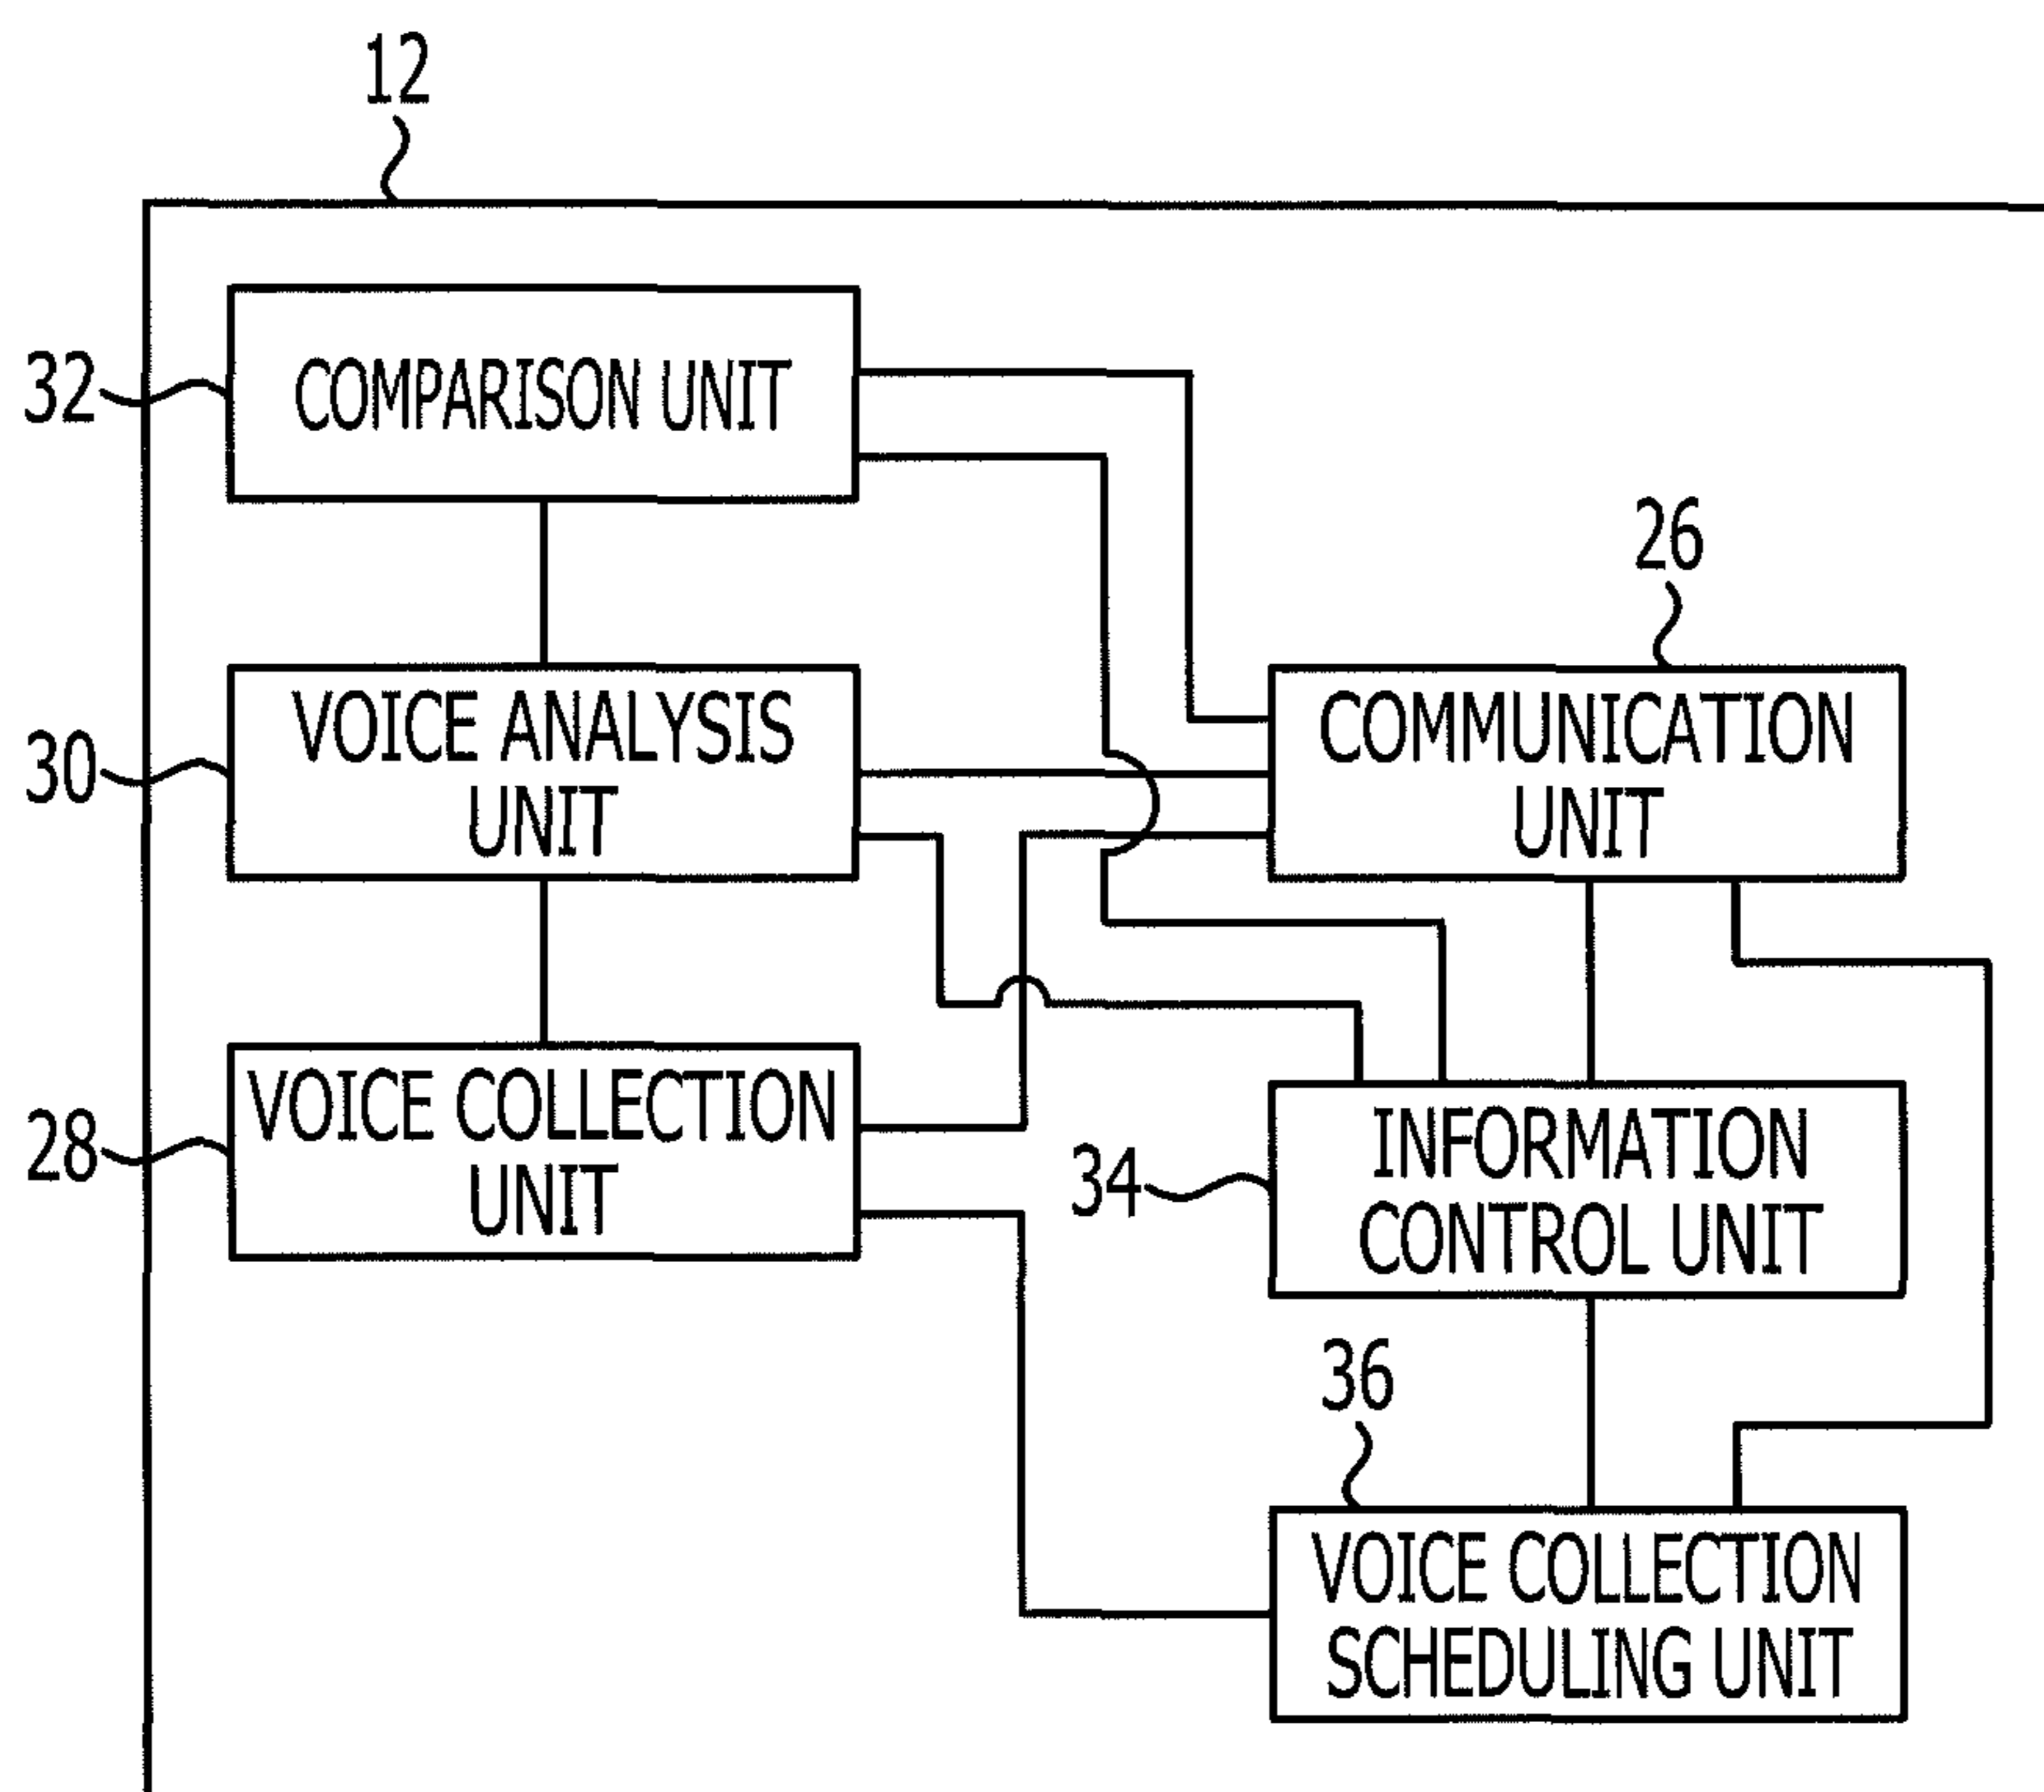 12
32
COMPARISON UNIT
26
30
VOICE ANALYSIS
UNIT
COMMUNICATION
UNIT
28
VOICE COLLECTION
UNIT
34
INFORMATION
CONTROL UNIT
36
VOICE COLLECTION
SCHEDULING UNIT